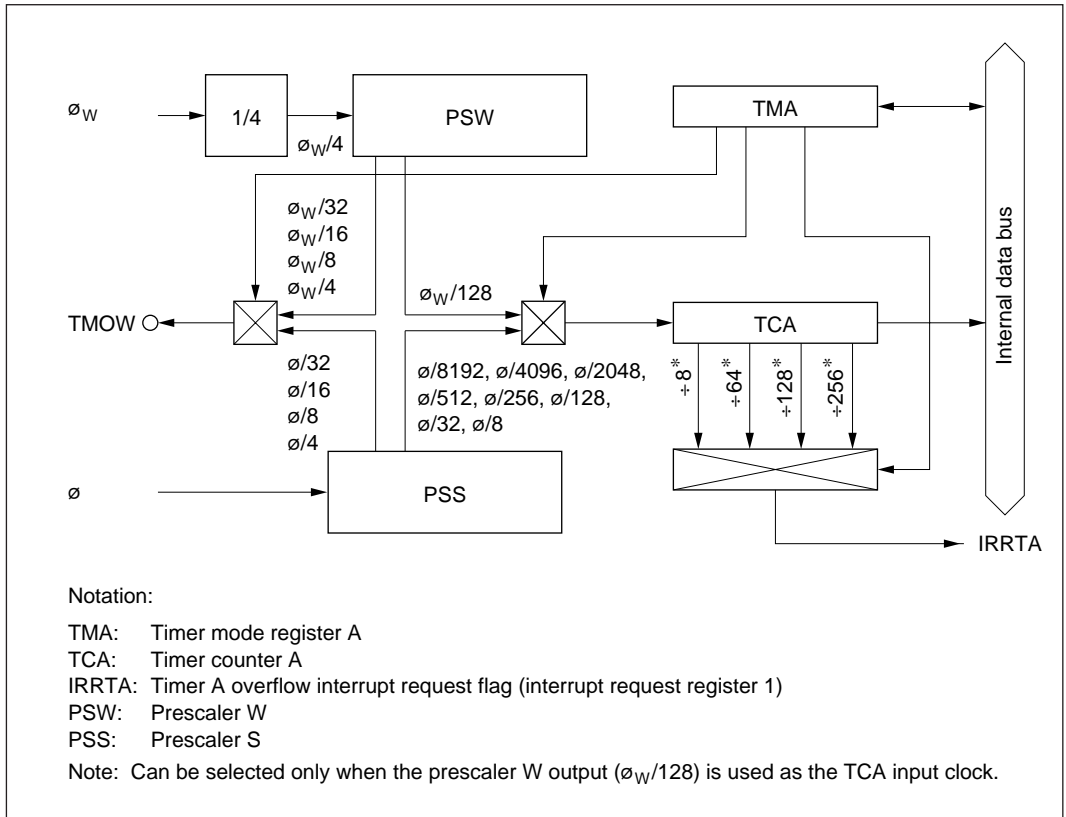 øW
1/4
øW/4
PSW
TMA
Internal data bus
øW/32
øW/16
øW/8
øW/4
øW/128
TMOW
TCA
ø/32
ø/16
ø/8
ø/4
ø/8192, ø/4096, ø/2048,
ø/512, ø/256, ø/128,
ø/32, ø/8
÷8*
÷64*
÷128*
÷256*
ø
PSS
IRRTA
Notation:
TMA: Timer mode register A
TCA: Timer counter A
IRRTA: Timer A overflow interrupt request flag (interrupt request register 1)
PSW: Prescaler W
PSS: Prescaler S
Note: Can be selected only when the prescaler W output (øW/128) is used as the TCA input clock.